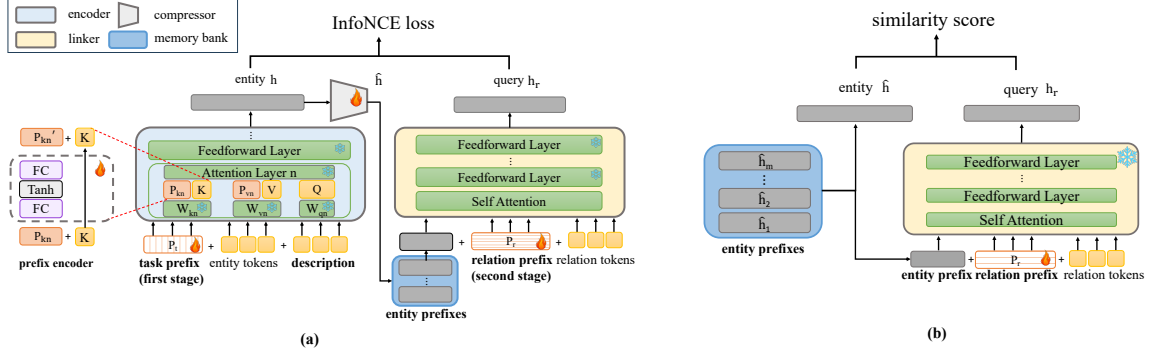 encoder
compressor
linker
memory bank
InfoNCE loss
entity h
ĥ
query hᵣ
Pₖₙ′ + K
FC
Tanh
FC
Pₖₙ + K
prefix encoder
⋮
Feedforward Layer
Attention Layer n
Pₖₙ K Pᵥₙ V Q
Wₖₙ Wᵥₙ W_qn
Pₜ + +
task prefix entity tokens description
(first stage)
Feedforward Layer
⋮
Feedforward Layer
Self Attention
+ Pᵣ +
relation prefix relation tokens
(second stage)
⋮
entity prefixes
(a)
similarity score
entity ĥ
query hᵣ
ĥₘ
⋮
ĥ₂
ĥ₁
entity prefixes
Feedforward Layer
⋮
Feedforward Layer
Self Attention
+ Pᵣ +
entity prefix relation prefix relation tokens
(b)